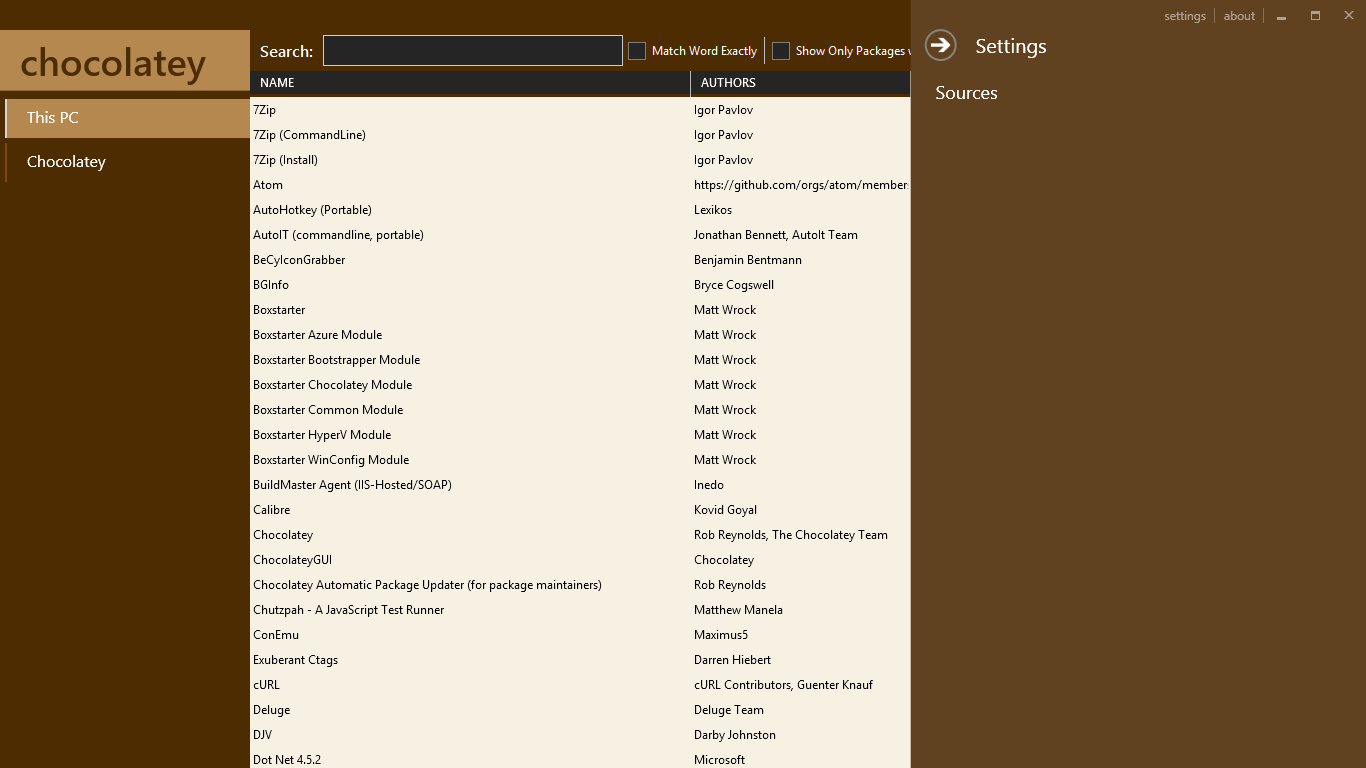 settings about
chocolatey
This PC
Chocolatey
Search: Match Word Exactly Show Only Packages
NAME AUTHORS
7Zip Igor Pavlov
7Zip (CommandLine) Igor Pavlov
7Zip (Install) Igor Pavlov
Atom https://github.com/orgs/atom/members
AutoHotkey (Portable) Lexikos
AutoIT (commandline, portable) Jonathan Bennett, AutoIt Team
BeCyIconGrabber Benjamin Bentmann
BGInfo Bryce Cogswell
Boxstarter Matt Wrock
Boxstarter Azure Module Matt Wrock
Boxstarter Bootstrapper Module Matt Wrock
Boxstarter Chocolatey Module Matt Wrock
Boxstarter Common Module Matt Wrock
Boxstarter HyperV Module Matt Wrock
Boxstarter WinConfig Module Matt Wrock
BuildMaster Agent (IIS-Hosted/SOAP) Inedo
Calibre Kovid Goyal
Chocolatey Rob Reynolds, The Chocolatey Team
ChocolateyGUI Chocolatey
Chocolatey Automatic Package Updater (for package maintainers) Rob Reynolds
Chutzpah - A JavaScript Test Runner Matthew Manela
ConEmu Maximus5
Exuberant Ctags Darren Hiebert
cURL cURL Contributors, Guenter Knauf
Deluge Deluge Team
DJV Darby Johnston
Dot Net 4.5.2 Microsoft
Settings
Sources